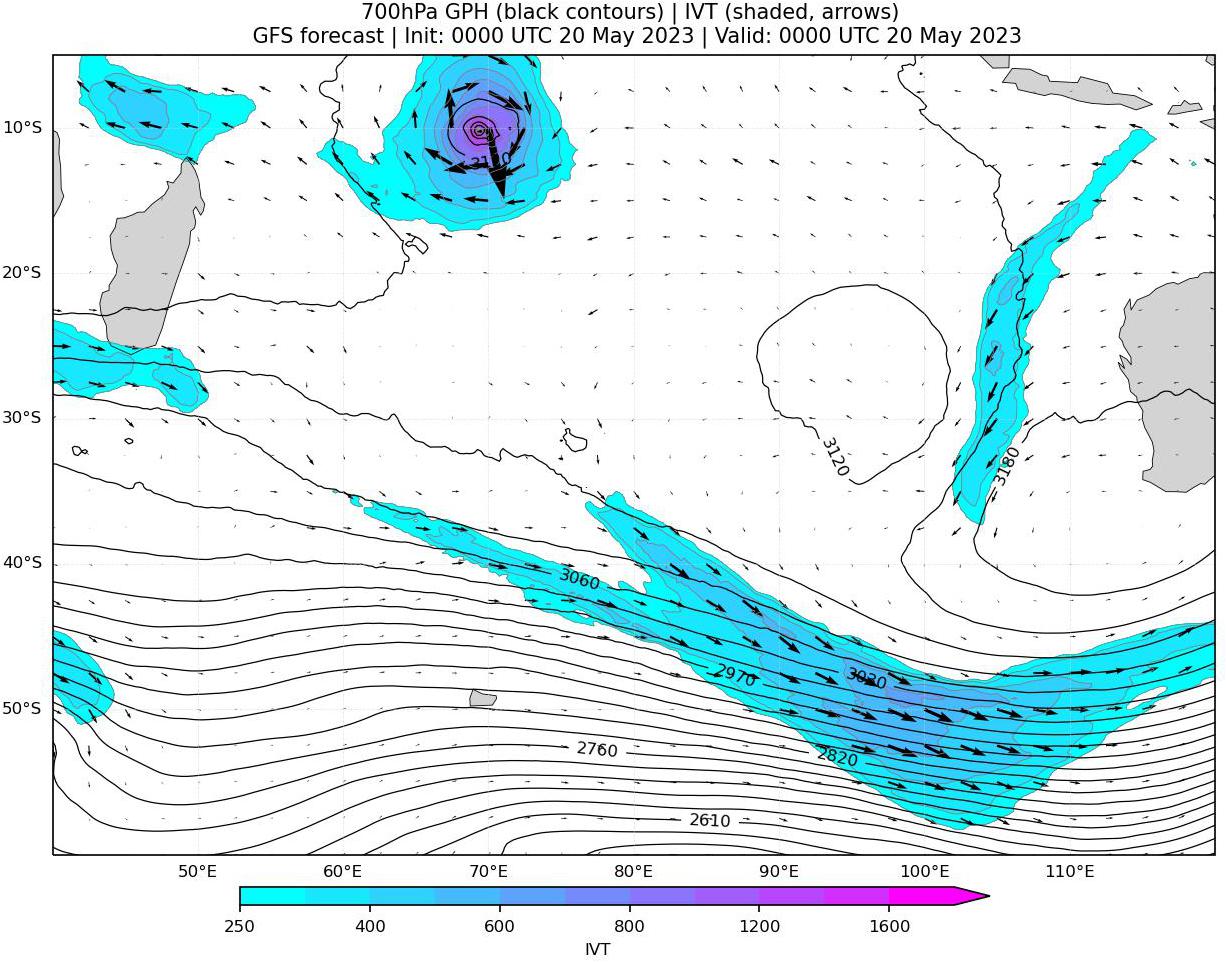 700hPa GPH (black contours) | IVT (shaded, arrows)
GFS forecast | Init: 0000 UTC 20 May 2023 | Valid: 0000 UTC 20 May 2023
10°S
20°S
3120
3180
30°S
40°S
3060
2970
3030
50°S
2760
2820
2610
50°E 60°E 70°E 80°E 90°E 100°E 110°E
250 400 600 800 1200 1600
IVT